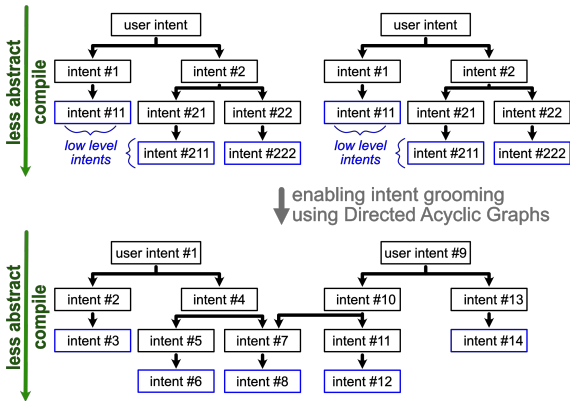 user intent
user intent
intent #1
intent #2
intent #1
intent #2
intent #11
intent #21
intent #22
intent #11
intent #21
intent #22
low level
intents
intent #211
intent #222
low level
intents
intent #211
intent #222
less abstract
compile
enabling intent grooming
using Directed Acyclic Graphs
user intent #1
user intent #9
intent #2
intent #4
intent #10
intent #13
intent #3
intent #5
intent #7
intent #11
intent #14
intent #6
intent #8
intent #12
less abstract
compile